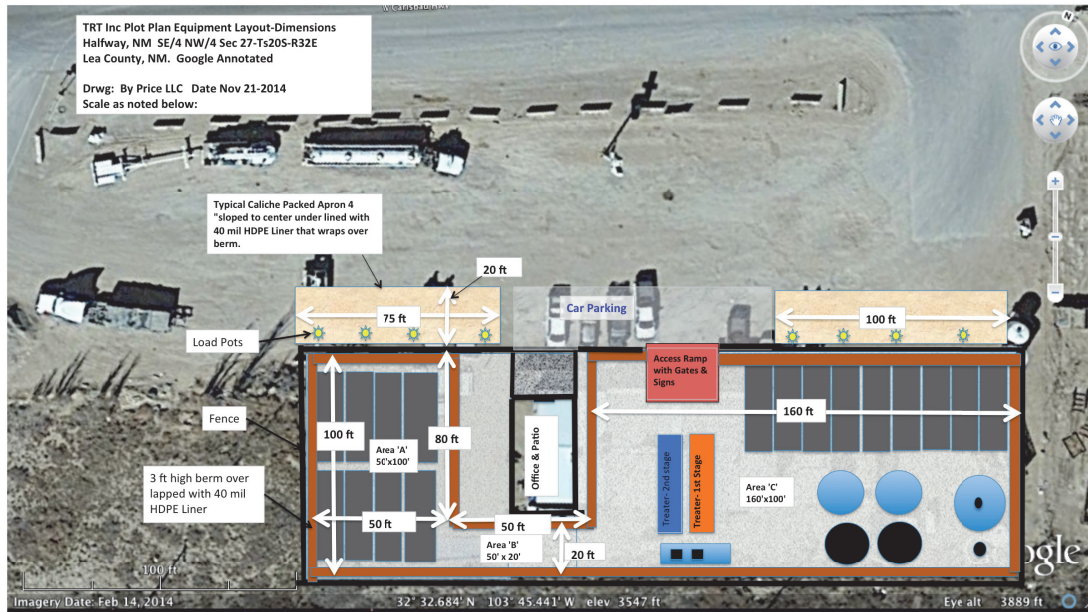 W Carlsbad Hwy
TRT Inc Plot Plan Equipment Layout-Dimensions
Halfway, NM  SE/4 NW/4 Sec 27-Ts20S-R32E
Lea County, NM.  Google Annotated
Drwg:  By Price LLC   Date Nov 21-2014
Scale as noted below:
N
Typical Caliche Packed Apron 4
"sloped to center under lined with
40 mil HDPE Liner that wraps over
berm.
20 ft
75 ft
Car Parking
100 ft
Load Pots
Access Ramp
with Gates &
Signs
Fence
100 ft
Area 'A'
50'x100'
80 ft
Office & Patio
160 ft
3 ft high berm over
lapped with 40 mil
HDPE Liner
Treater- 2nd stage
Treater- 1st Stage
Area 'C'
160'x100'
50 ft
50 ft
Area 'B'
50' x 20'
20 ft
100 ft
ogle
Imagery Date: Feb 14, 2014
32° 32.684' N  103° 45.441' W  elev  3547 ft
Eye alt   3889 ft